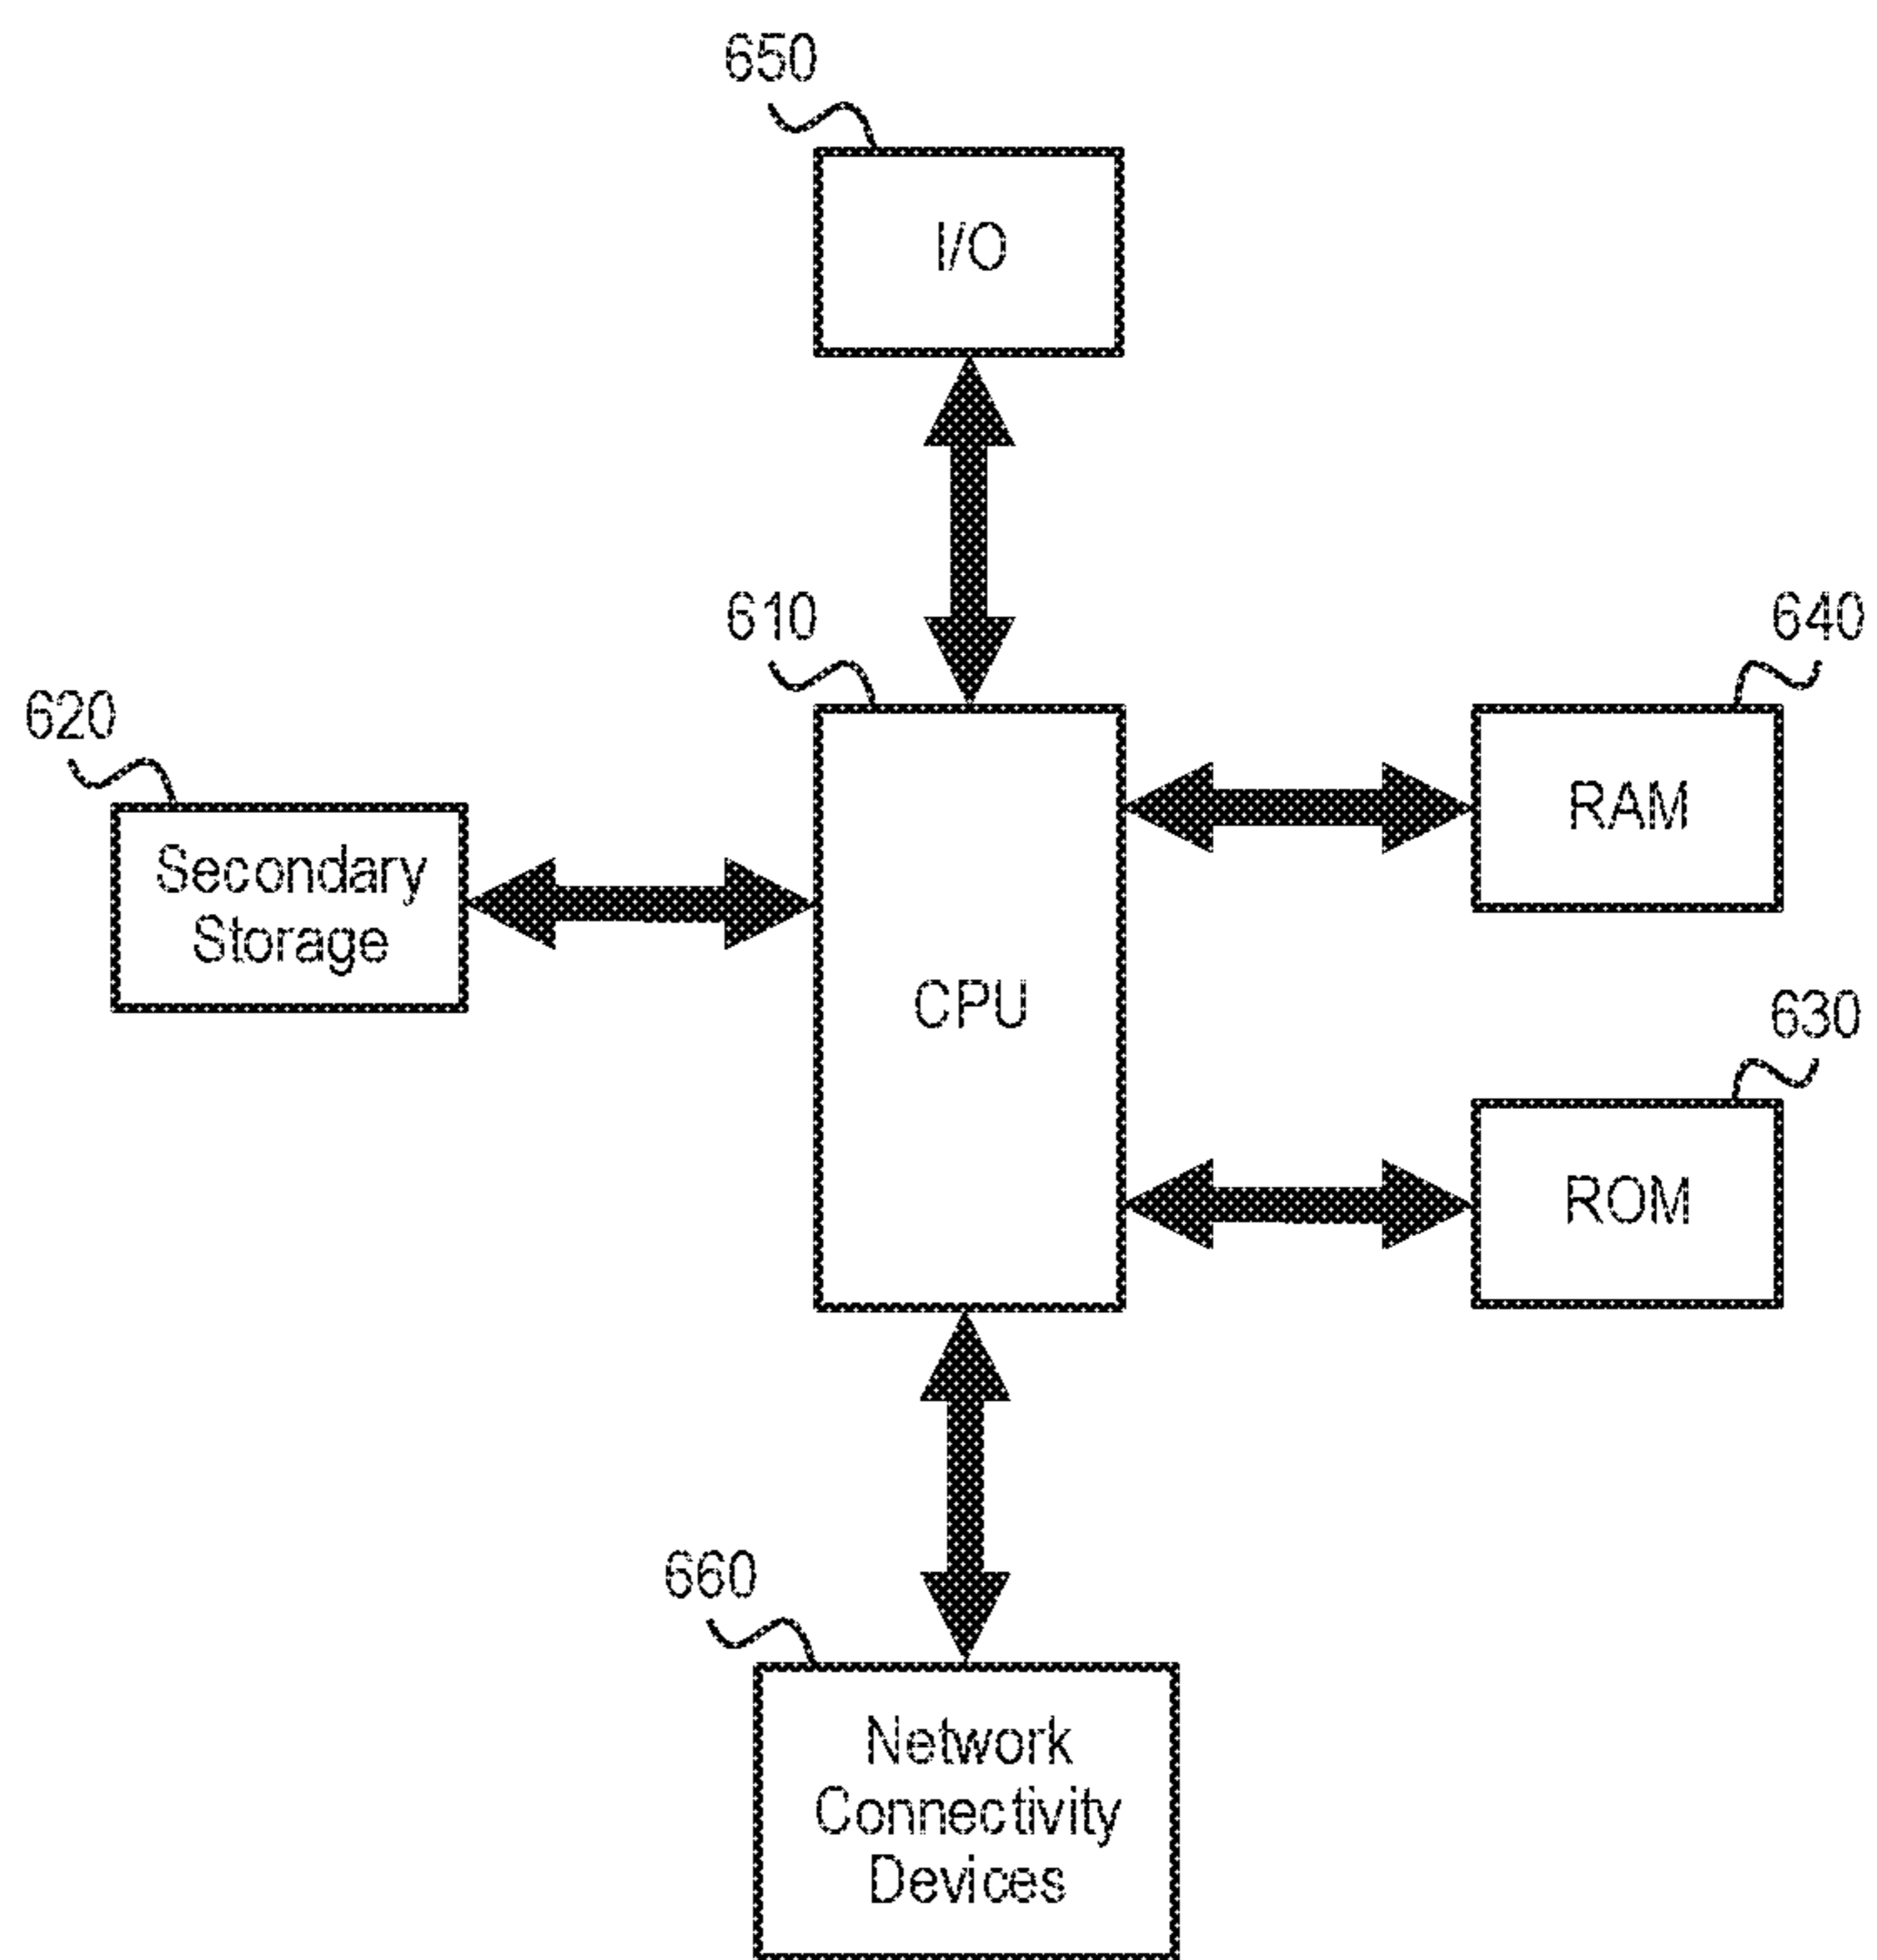 650
I/O
610
640
620
RAM
Secondary
Storage
CPU
630
ROM
660
Network
Connectivity
Devices